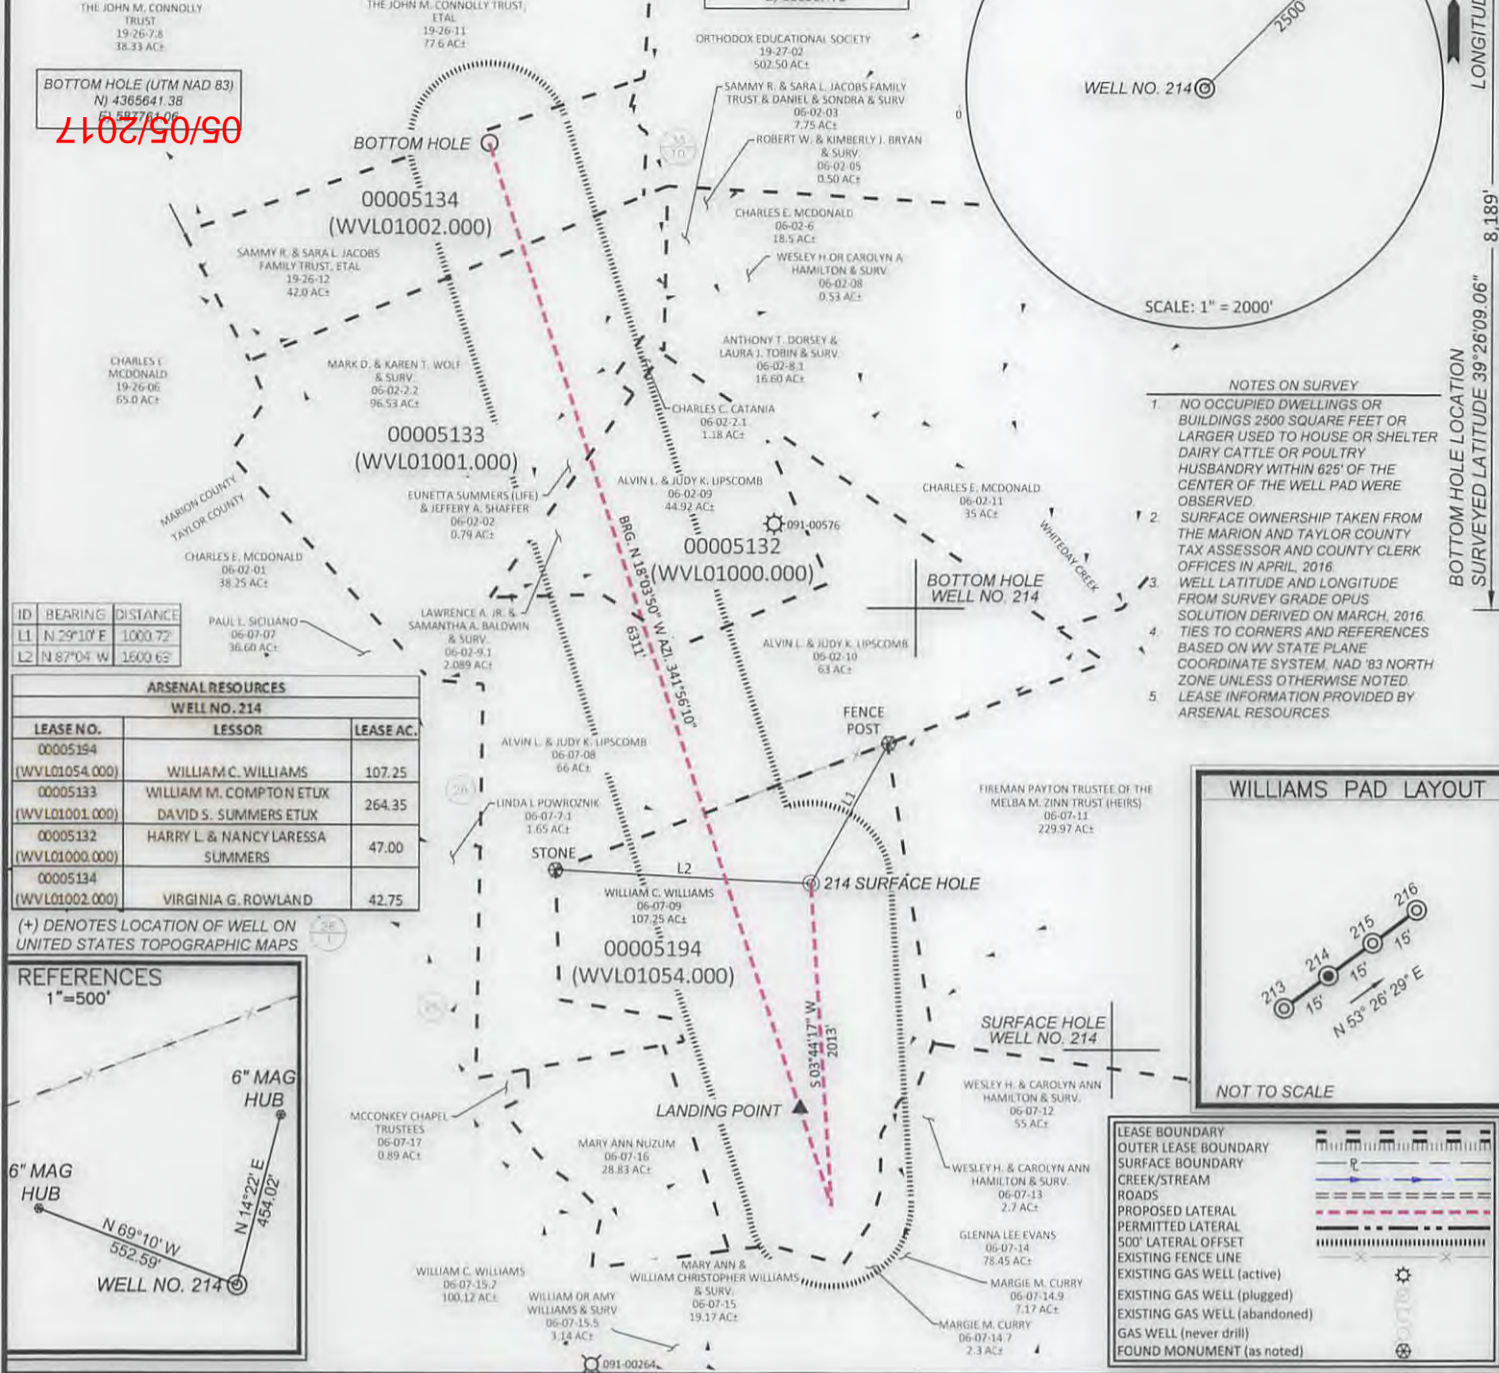 THE JOHN M. CONNOLLY
TRUST
19-26-7.8
38.33 AC±
THE JOHN M. CONNOLLY TRUST,
ETAL
19-26-11
77.6 AC±
BOTTOM HOLE (UTM NAD 83)
N) 4365641.38
E) 587761.06
05/05/2017
BOTTOM HOLE
00005134
(WVL01002.000)
SAMMY R. & SARA L. JACOBS
FAMILY TRUST, ETAL
19-26-12
42.0 AC±
ORTHODOX EDUCATIONAL SOCIETY
19-27-02
502.50 AC±
SAMMY R. & SARA L. JACOBS FAMILY
TRUST & DANIEL & SONDRA & SURV
06-02-03
7.75 AC±
ROBERT W. & KIMBERLY J. BRYAN
& SURV.
06-02-05
0.50 AC±
CHARLES E. MCDONALD
06-02-6
18.5 AC±
WESLEY H OR CAROLYN A
HAMILTON & SURV
06-02-08
0.53 AC±
ANTHONY T. DORSEY &
LAURA J. TOBIN & SURV.
06-02-8.1
16.60 AC±
2500
WELL NO. 214
0
SCALE: 1" = 2000'
LONGITUD
8,189'
BOTTOM HOLE LOCATION
SURVEYED LATITUDE 39°26'09.06"
CHARLES E
MCDONALD
19-26-06
65.0 AC±
MARK D. & KAREN T. WOLF
& SURV
06-02-2.2
96.53 AC±
00005133
(WVL01001.000)
CHARLES C. CATANIA
06-02-2.1
1.18 AC±
EUNETTA SUMMERS (LIFE)
& JEFFERY A. SHAFFER
06-02-02
0.79 AC±
ALVIN L. & JUDY K. LIPSCOMB
06-02-09
44.92 AC±
091-00576
00005132
(WVL01000.000)
CHARLES E. MCDONALD
06-02-11
35 AC±
WHITEDAY CREEK
MARION COUNTY
TAYLOR COUNTY
CHARLES E. MCDONALD
06-02-01
38.25 AC±
BOTTOM HOLE
WELL NO. 214
NOTES ON SURVEY
1. NO OCCUPIED DWELLINGS OR
BUILDINGS 2500 SQUARE FEET OR
LARGER USED TO HOUSE OR SHELTER
DAIRY CATTLE OR POULTRY
HUSBANDRY WITHIN 625' OF THE
CENTER OF THE WELL PAD WERE
OBSERVED.
2. SURFACE OWNERSHIP TAKEN FROM
THE MARION AND TAYLOR COUNTY
TAX ASSESSOR AND COUNTY CLERK
OFFICES IN APRIL, 2016.
3. WELL LATITUDE AND LONGITUDE
FROM SURVEY GRADE OPUS
SOLUTION DERIVED ON MARCH, 2016.
4. TIES TO CORNERS AND REFERENCES
BASED ON WV STATE PLANE
COORDINATE SYSTEM, NAD '83 NORTH
ZONE UNLESS OTHERWISE NOTED.
5. LEASE INFORMATION PROVIDED BY
ARSENAL RESOURCES.
ID BEARING DISTANCE
L1 N 29°10' E 1000.72
L2 N 87°04' W 1600.63
PAUL L. SICILIANO
06-07-07
36.60 AC±
LAWRENCE A. JR. &
SAMANTHA A. BALDWIN
& SURV.
06-02-9.1
2.089 AC±
BRG. N 18°03'50" W AZI. 341°56'10"
6311'
ALVIN L. & JUDY K. LIPSCOMB
06-02-10
63 AC±
FENCE
POST
ALVIN L. & JUDY K. LIPSCOMB
06-07-08
66 AC±
LINDA L POWROZNIK
06-07-7.1
1.65 AC±
STONE
L1
L2
214 SURFACE HOLE
FIREMAN PAYTON TRUSTEE OF THE
MELBA M. ZINN TRUST (HEIRS)
06-07-11
229.97 AC±
ARSENAL RESOURCES
WELL NO. 214
LEASE NO. LESSOR LEASE AC.
00005194
(WVL01054.000) WILLIAM C. WILLIAMS 107.25
00005133 WILLIAM M. COMPTON ETUX
(WVL01001.000) DAVID S. SUMMERS ETUX 264.35
00005132 HARRY L. & NANCY LARESSA
(WVL01000.000) SUMMERS 47.00
00005134
(WVL01002.000) VIRGINIA G. ROWLAND 42.75
(+) DENOTES LOCATION OF WELL ON
UNITED STATES TOPOGRAPHIC MAPS
WILLIAM C. WILLIAMS
06-07-09
107.25 AC±
00005194
(WVL01054.000)
S 03°44'17" W
2013'
SURFACE HOLE
WELL NO. 214
WILLIAMS PAD LAYOUT
213
214
215
216
15'
15'
15'
N 53° 26' 29" E
NOT TO SCALE
REFERENCES
1"=500'
6" MAG
HUB
6" MAG
HUB
N 14°22' E
454.02'
N 69°10' W
552.59'
WELL NO. 214
MCCONKEY CHAPEL
TRUSTEES
06-07-17
0.89 AC±
LANDING POINT
MARY ANN NUZUM
06-07-16
28.83 AC±
WESLEY H. & CAROLYN ANN
HAMILTON & SURV.
06-07-12
55 AC±
WESLEY H. & CAROLYN ANN
HAMILTON & SURV.
06-07-13
2.7 AC±
GLENNA LEE EVANS
06-07-14
78.45 AC±
MARGIE M. CURRY
06-07-14.9
7.17 AC±
MARGIE M. CURRY
06-07-14.7
2.3 AC±
WILLIAM C. WILLIAMS
06-07-15.2
100.12 AC±
WILLIAM OR AMY
WILLIAMS & SURV
06-07-15.5
3.14 AC±
MARY ANN &
WILLIAM CHRISTOPHER WILLIAMS
& SURV.
06-07-15
19.17 AC±
091-00264
LEASE BOUNDARY
OUTER LEASE BOUNDARY
SURFACE BOUNDARY
CREEK/STREAM
ROADS
PROPOSED LATERAL
PERMITTED LATERAL
500' LATERAL OFFSET
EXISTING FENCE LINE
EXISTING GAS WELL (active)
EXISTING GAS WELL (plugged)
EXISTING GAS WELL (abandoned)
GAS WELL (never drill)
FOUND MONUMENT (as noted)